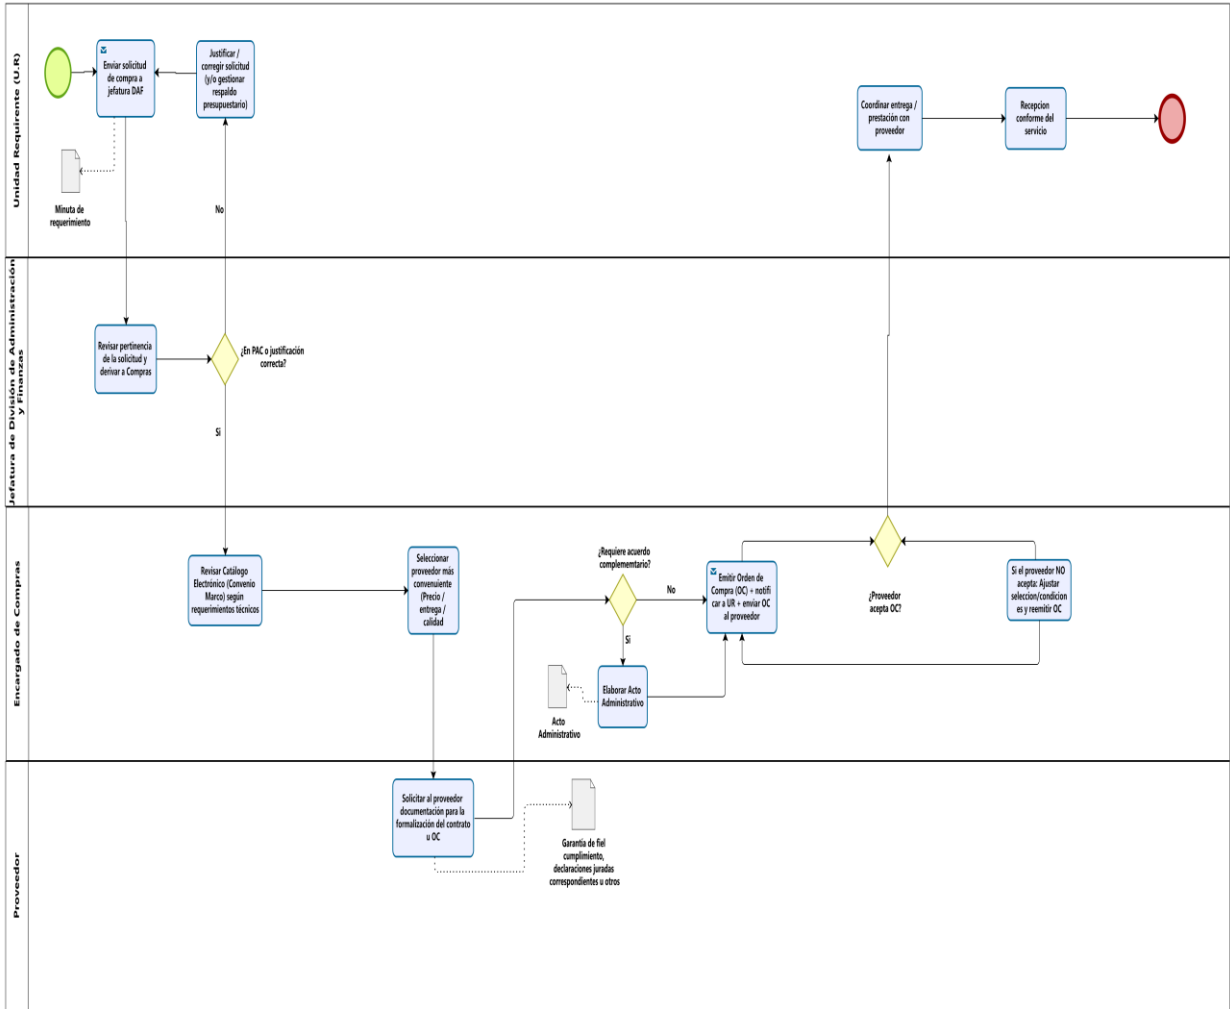 Unidad Requirente (U.R)
Enviar solicitud
de compra a
jefatura DAF
Justificar /
corregir solicitud
(y/o gestionar
respaldo
presupuestario)
Minuta de
requerimiento
No
Coordinar entrega /
prestación con
proveedor
Recepcion
conforme del
servicio
Jefatura de División de Administración
y Finanzas
Revisar pertinencia
de la solicitud y
derivar a Compras
¿En PAC o justificación
correcta?
Si
Encargado de Compras
Revisar Catálogo
Electrónico (Convenio
Marco) según
requerimientos técnicos
Seleccionar
proveedor más
conveniente
(Precio /
entrega /
calidad
¿Requiere acuerdo
complememtario?
No
Si
Elaborar Acto
Administrativo
Acto
Administrativo
Emitir Orden de
Compra (OC) + notifi
car a UR + enviar OC
al proveedor
¿Proveedor
acepta OC?
Si el proveedor NO
acepta: Ajustar
seleccion/condicion
es y reemitir OC
Proveedor
Solicitar al proveedor
documentación para la
formalización del contrato
u OC
Garantía de fiel
cumplimiento,
declaraciones juradas
correspondientes u otros